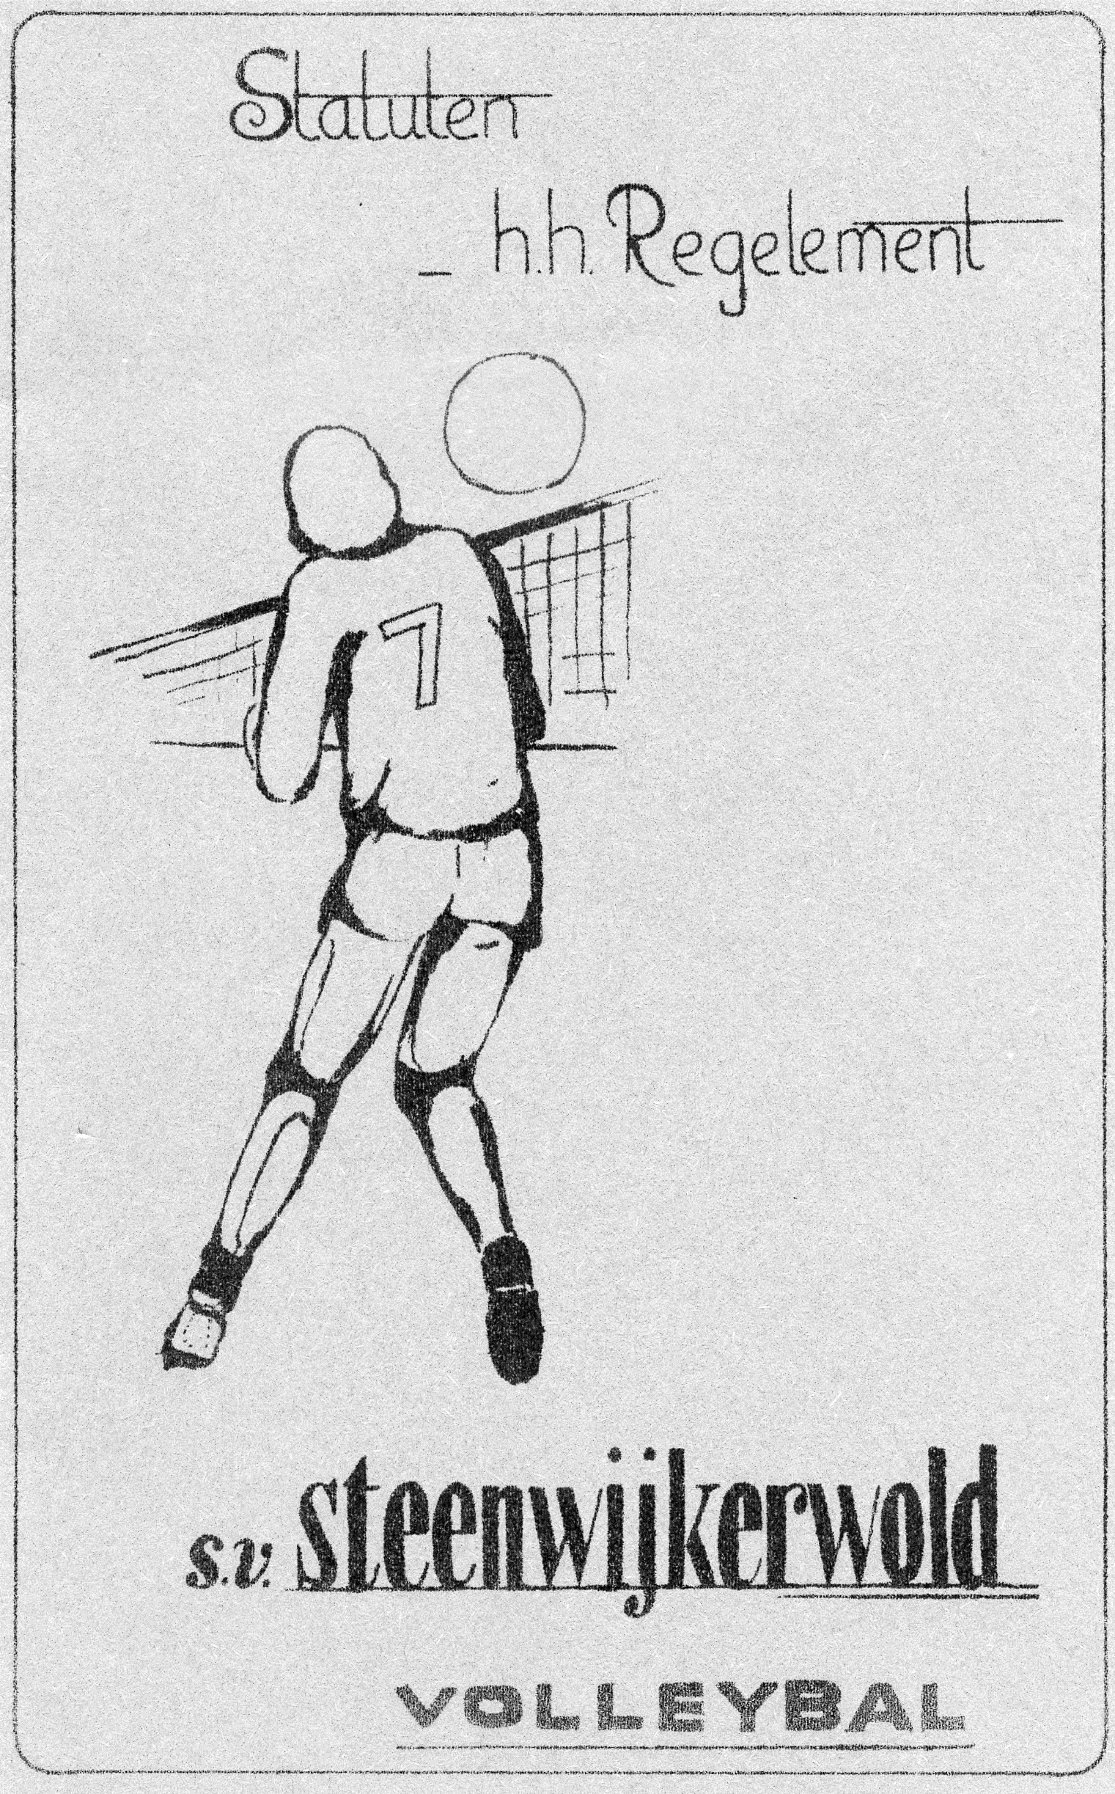 Statuten
- h.h. Regelement
7
s.v. steenwijkerwold
VOLLEYBAL